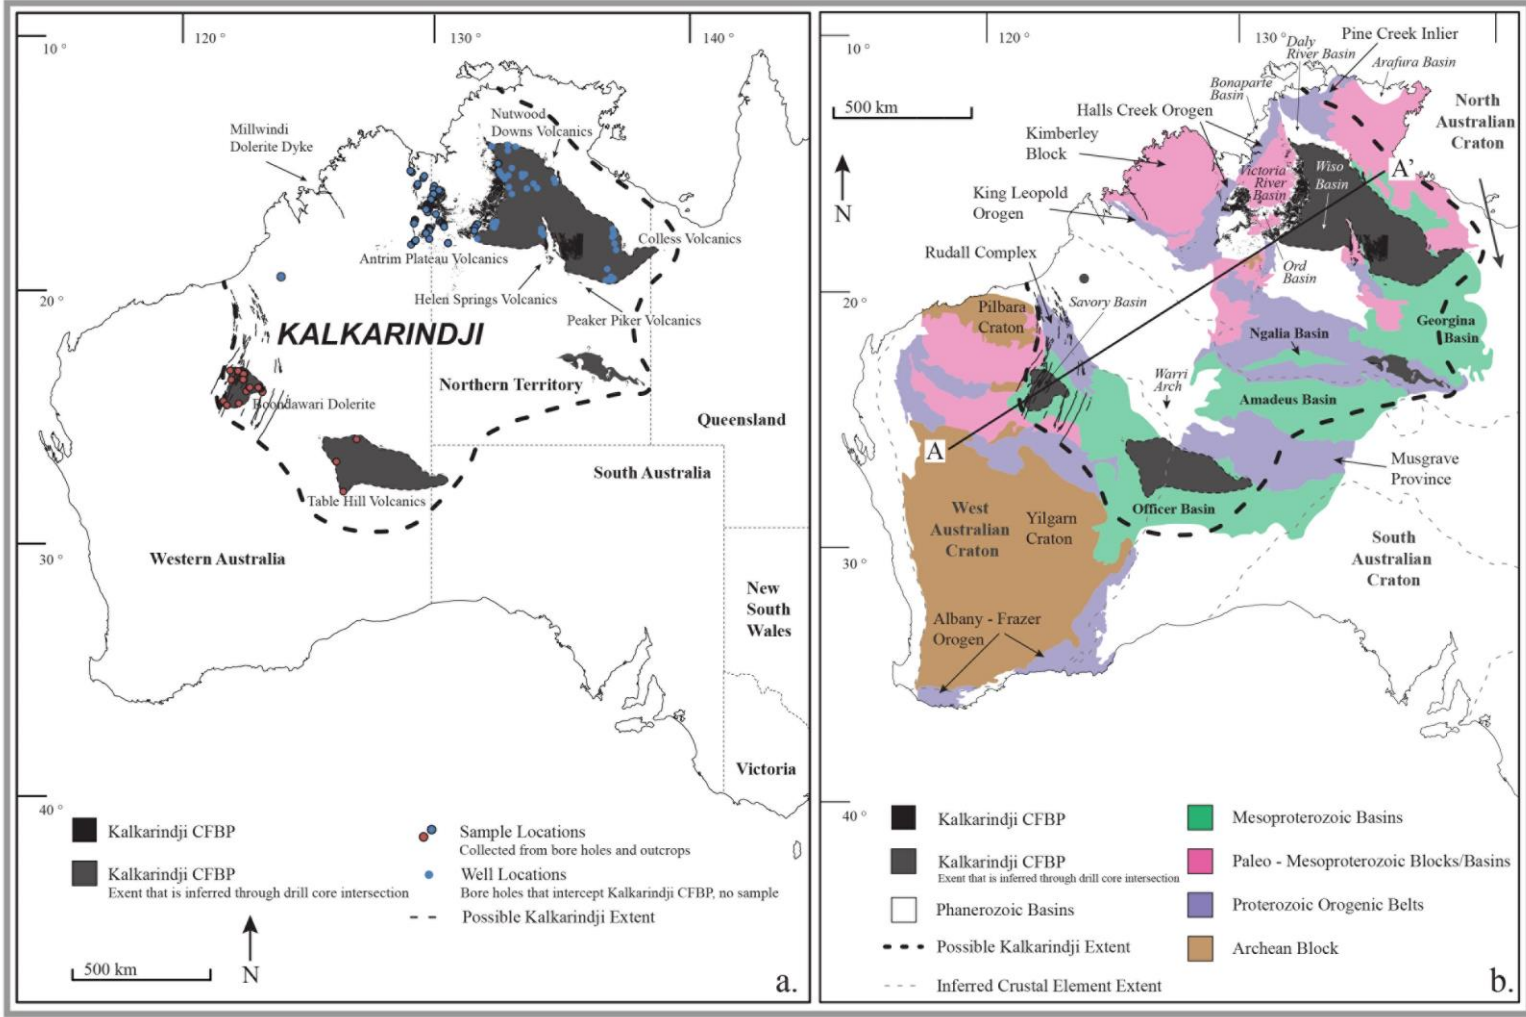 10 °
120 °
130 °
140 °
Millwindi
Dolerite Dyke
Nutwood
Downs Volcanics
Colless Volcanics
Antrim Plateau Volcanics
Helen Springs Volcanics
Peaker Piker Volcanics
20 °
KALKARINDJI
Northern Territory
Boondawari Dolerite
Queensland
South Australia
Table Hill Volcanics
30 °
Western Australia
New
South
Wales
Victoria
40 °
Kalkarindji CFBP
Kalkarindji CFBP
Exent that is inferred through drill core intersection
Sample Locations
Collected from bore holes and outcrops
Well Locations
Bore holes that intercept Kalkarindji CFBP, no sample
Possible Kalkarindji Extent
500 km
N
a.
10 °
120 °
130 °
Daly
River Basin
Pine Creek Inlier
Arafura Basin
Bonaparte
Basin
500 km
Halls Creek Orogen
North
Australian
Craton
Kimberley
Block
N
King Leopold
Orogen
Victoria
River
Basin
Wiso
Basin
A'
Rudall Complex
Ord
Basin
20 °
Savory Basin
Pilbara
Craton
Ngalia Basin
Georgina
Basin
Warri
Arch
Amadeus Basin
A
Musgrave
Province
West
Australian
Craton
Yilgarn
Craton
Officer Basin
South
Australian
Craton
30 °
Albany - Frazer
Orogen
40 °
Kalkarindji CFBP
Kalkarindji CFBP
Exent that is inferred through drill core intersection
Phanerozoic Basins
Possible Kalkarindji Extent
Inferred Crustal Element Extent
Mesoproterozoic Basins
Paleo - Mesoproterozoic Blocks/Basins
Proterozoic Orogenic Belts
Archean Block
b.